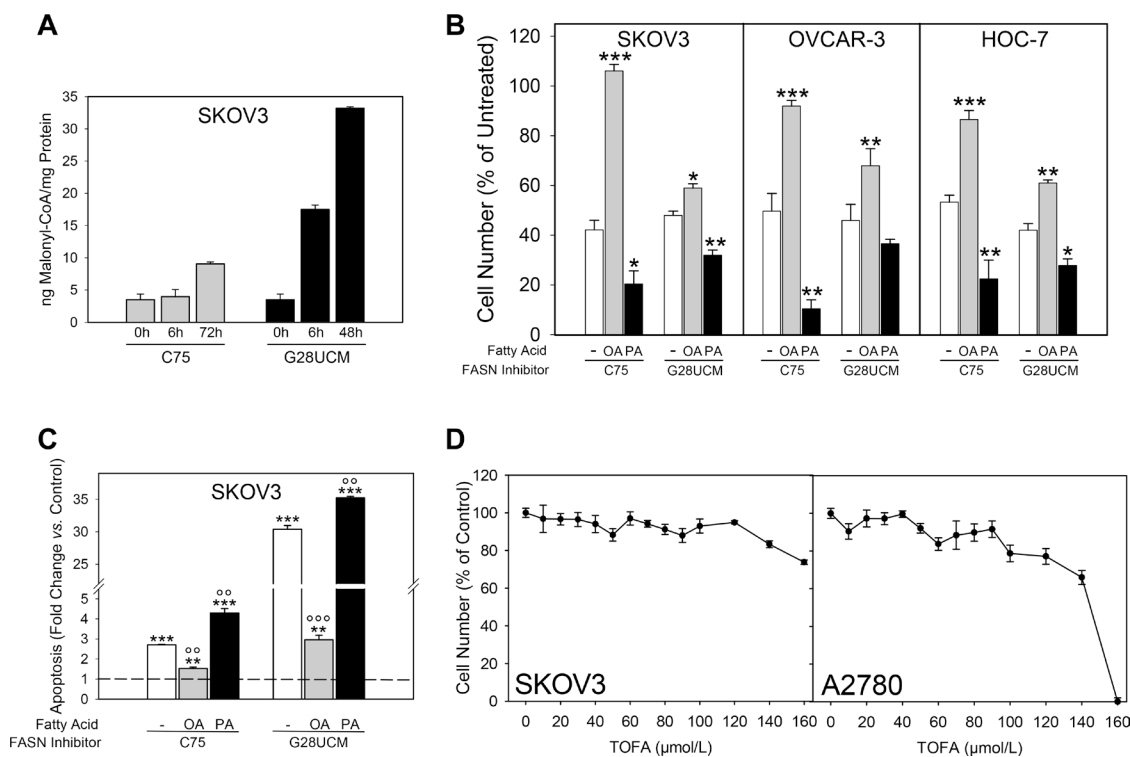 A
SKOV3
ng Malonyl-CoA/mg Protein
35
30
25
20
15
10
5
0
0h 6h 72h 0h 6h 48h
C75 G28UCM
B
SKOV3 OVCAR-3 HOC-7
Cell Number (% of Untreated)
120
100
80
60
40
20
0
*** * * ** *** ** ** *** ** ** *
Fatty Acid - OA PA - OA PA - OA PA - OA PA - OA PA - OA PA
FASN Inhibitor C75 G28UCM C75 G28UCM C75 G28UCM
C
SKOV3
Apoptosis (Fold Change vs. Control)
35
30
25
5
4
3
2
1
0
*** °° ** °° *** *** °°° ** °° ***
Fatty Acid - OA PA - OA PA
FASN Inhibitor C75 G28UCM
D
Cell Number (% of Control)
120
100
80
60
40
20
0
SKOV3 A2780
0 20 40 60 80 100 120 140 160 0 20 40 60 80 100 120 140 160
TOFA (µmol/L) TOFA (µmol/L)